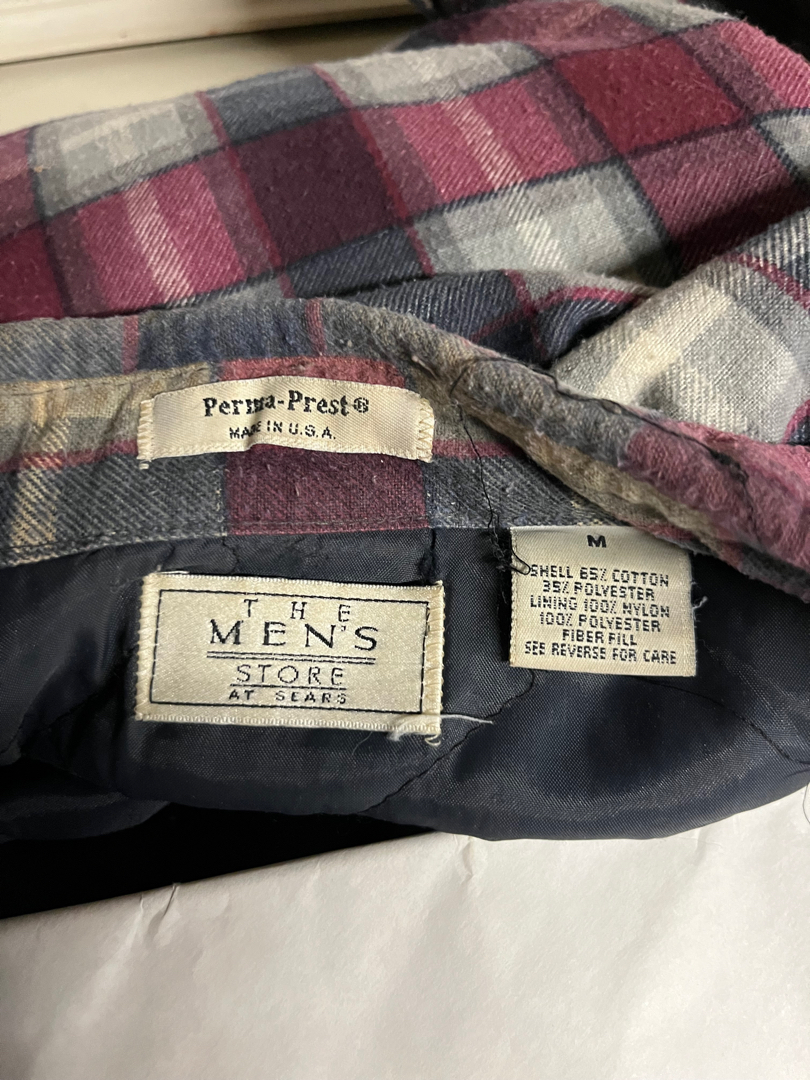 Perma-Prest®
MADE IN U.S.A.
THE
MEN'S
STORE
AT SEARS
M
SHELL 65% COTTON
35% POLYESTER
LINING 100% NYLON
100% POLYESTER
FIBER FILL
SEE REVERSE FOR CARE